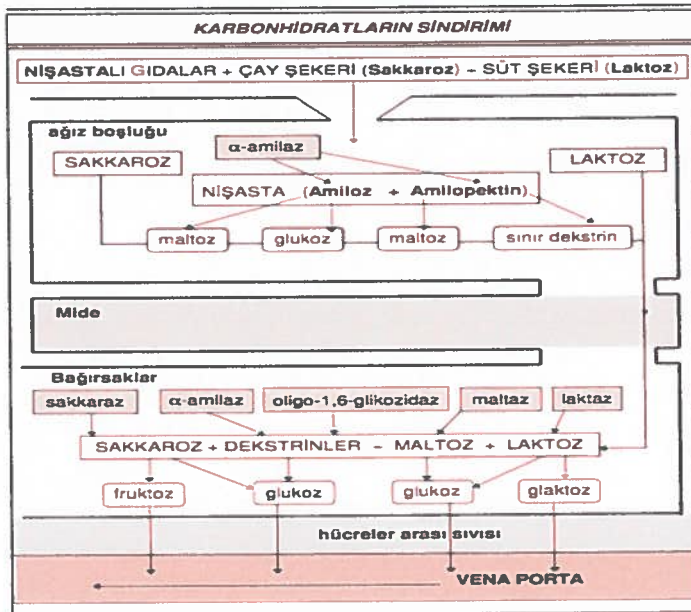 KARBONHİDRATLARIN SİNDİRİMİ
NİŞASTALI GIDALAR + ÇAY ŞEKERİ (Sakkaroz) – SÜT ŞEKERİ (Laktoz)
ağız boşluğu
α-amilaz
SAKKAROZ
LAKTOZ
NİŞASTA (Amiloz + Amilopektin)
maltoz
glukoz
maltoz
sınır dekstrin
Mide
Bağırsaklar
sakkaraz
α-amilaz
oligo-1,6-glikozidaz
maltaz
laktaz
SAKKAROZ + DEKSTRİNLER – MALTOZ + LAKTOZ
fruktoz
glukoz
glukoz
glaktoz
hücreler arası sıvısı
VENA PORTA